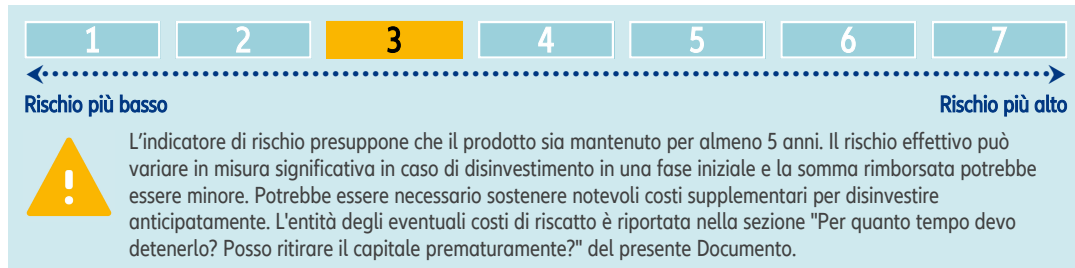 1 2 3 4 5 6 7
Rischio più basso Rischio più alto
L'indicatore di rischio presuppone che il prodotto sia mantenuto per almeno 5 anni. Il rischio effettivo può
variare in misura significativa in caso di disinvestimento in una fase iniziale e la somma rimborsata potrebbe
essere minore. Potrebbe essere necessario sostenere notevoli costi supplementari per disinvestire
anticipatamente. L'entità degli eventuali costi di riscatto è riportata nella sezione "Per quanto tempo devo
detenerlo? Posso ritirare il capitale prematuramente?" del presente Documento.